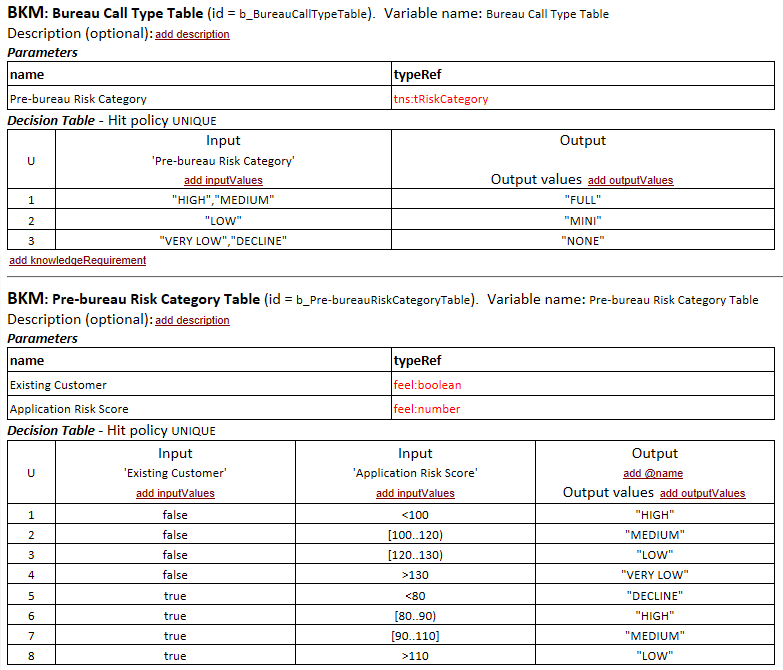 BKM: Bureau Call Type Table (id = b_BureauCallTypeTable). Variable name: Bureau Call Type Table
Description (optional): add description
Parameters
name typeRef
Pre-bureau Risk Category tns:tRiskCategory
Decision Table - Hit policy UNIQUE
U Input Output
'Pre-bureau Risk Category'
add inputValues Output values add outputValues
1 "HIGH","MEDIUM" "FULL"
2 "LOW" "MINI"
3 "VERY LOW","DECLINE" "NONE"
add knowledgeRequirement
BKM: Pre-bureau Risk Category Table (id = b_Pre-bureauRiskCategoryTable). Variable name: Pre-bureau Risk Category Table
Description (optional): add description
Parameters
name typeRef
Existing Customer feel:boolean
Application Risk Score feel:number
Decision Table - Hit policy UNIQUE
Input Input Output
U 'Existing Customer' 'Application Risk Score' add @name
add inputValues add inputValues Output values add outputValues
1 false <100 "HIGH"
2 false [100..120) "MEDIUM"
3 false [120..130) "LOW"
4 false >130 "VERY LOW"
5 true <80 "DECLINE"
6 true [80..90) "HIGH"
7 true [90..110] "MEDIUM"
8 true >110 "LOW"